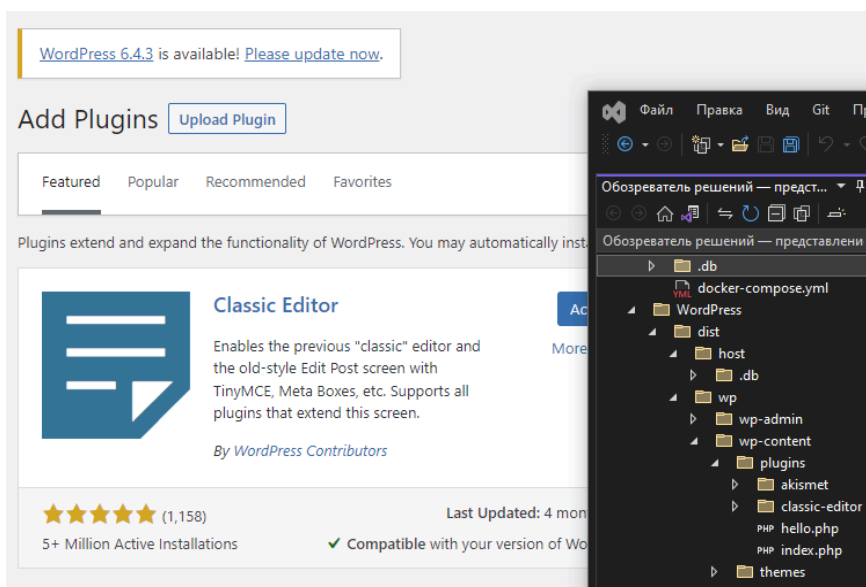 WordPress 6.4.3 is available! Please update now.
Add Plugins
Upload Plugin
Featured
Popular
Recommended
Favorites
Plugins extend and expand the functionality of WordPress. You may automatically inst
Classic Editor
Ac
Enables the previous "classic" editor and
the old-style Edit Post screen with
TinyMCE, Meta Boxes, etc. Supports all
plugins that extend this screen.
More
By WordPress Contributors
(1,158)
Last Updated: 4 mon
5+ Million Active Installations
Compatible with your version of Wo
Файл
Правка
Вид
Git
Обозреватель решений — предст...
Обозреватель решений — представлени
.db
YML
docker-compose.yml
WordPress
dist
host
.db
wp
wp-admin
wp-content
plugins
akismet
classic-editor
PHP hello.php
PHP index.php
themes